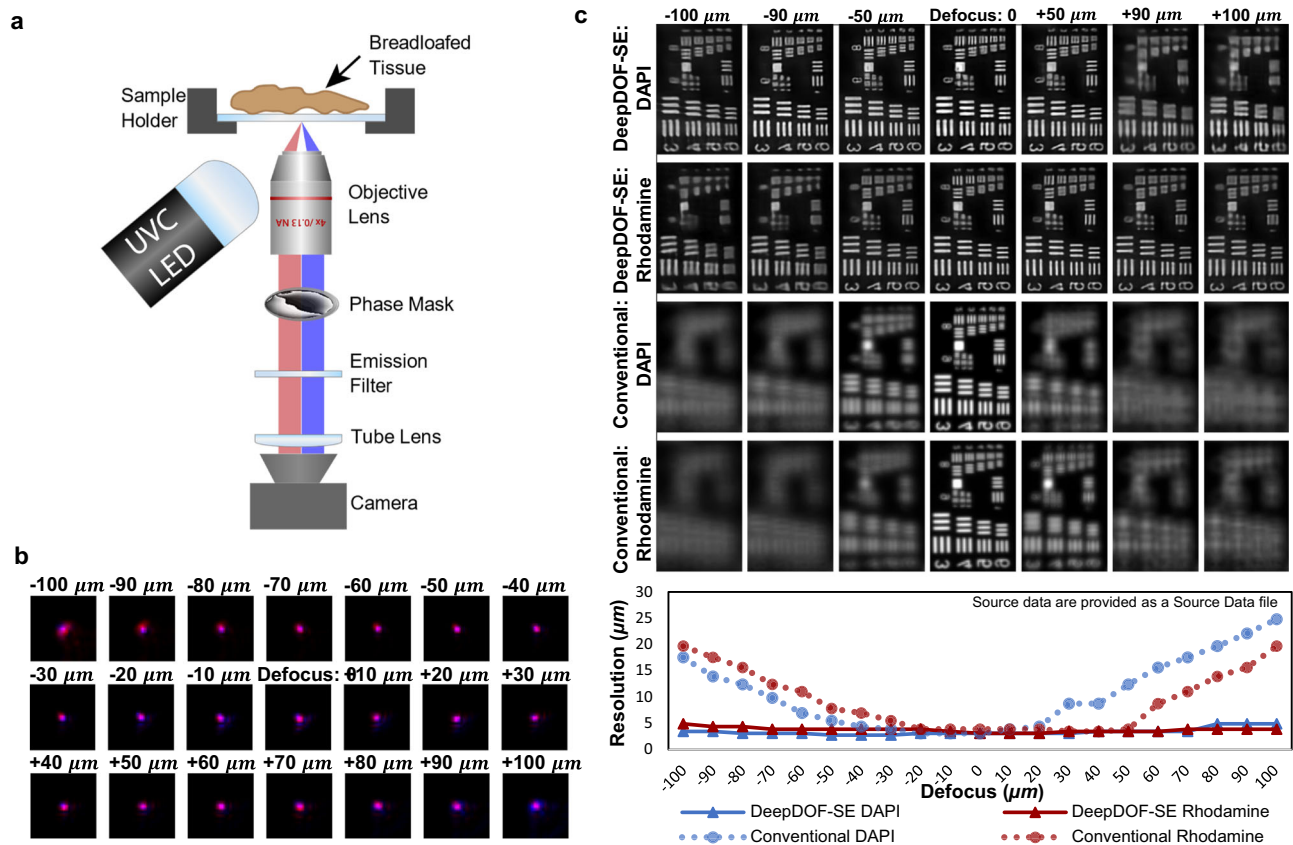 a
Breadloafed
Tissue
Sample
Holder
Objective
Lens
4x/0.13 NA
UVC
LED
Phase Mask
Emission
Filter
Tube Lens
Camera
b
-100 μm -90 μm -80 μm -70 μm -60 μm -50 μm -40 μm
-30 μm -20 μm -10 μm Defocus: 0 +10 μm +20 μm +30 μm
+40 μm +50 μm +60 μm +70 μm +80 μm +90 μm +100 μm
c
-100 μm -90 μm -50 μm Defocus: 0 +50 μm +90 μm +100 μm
DeepDOF-SE:
DAPI
DeepDOF-SE:
Rhodamine
Conventional:
DAPI
Conventional:
Rhodamine
Source data are provided as a Source Data file
Resolution (μm)
30
25
20
15
10
5
0
-100 -90 -80 -70 -60 -50 -40 -30 -20 -10 0 10 20 30 40 50 60 70 80 90 100
Defocus (μm)
DeepDOF-SE DAPI DeepDOF-SE Rhodamine
Conventional DAPI Conventional Rhodamine